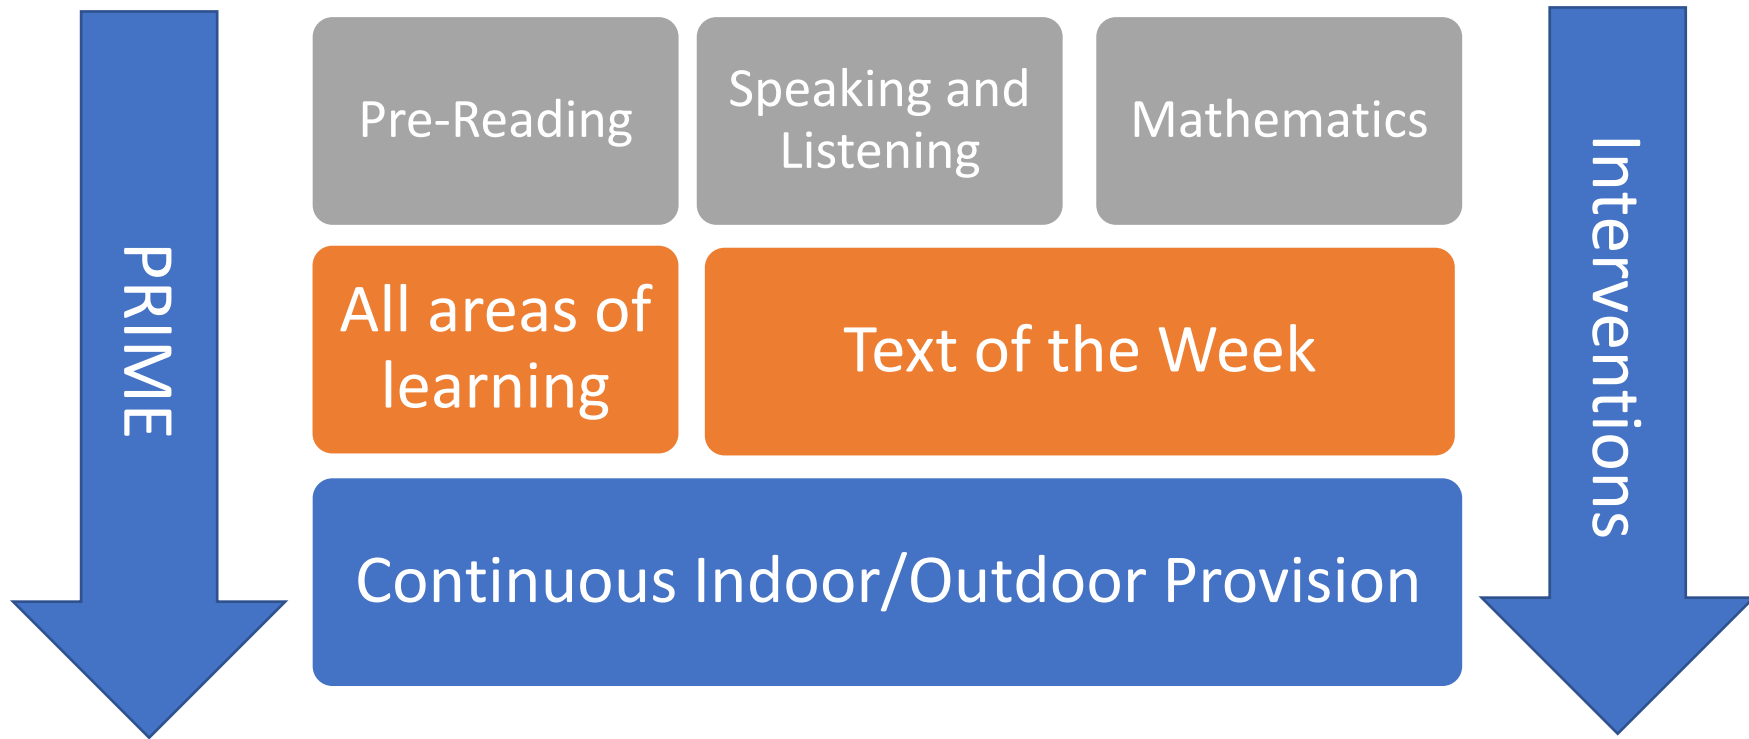 PRIME
Pre-Reading
Speaking and
Listening
Mathematics
All areas of
learning
Text of the Week
Continuous Indoor/Outdoor Provision
Interventions